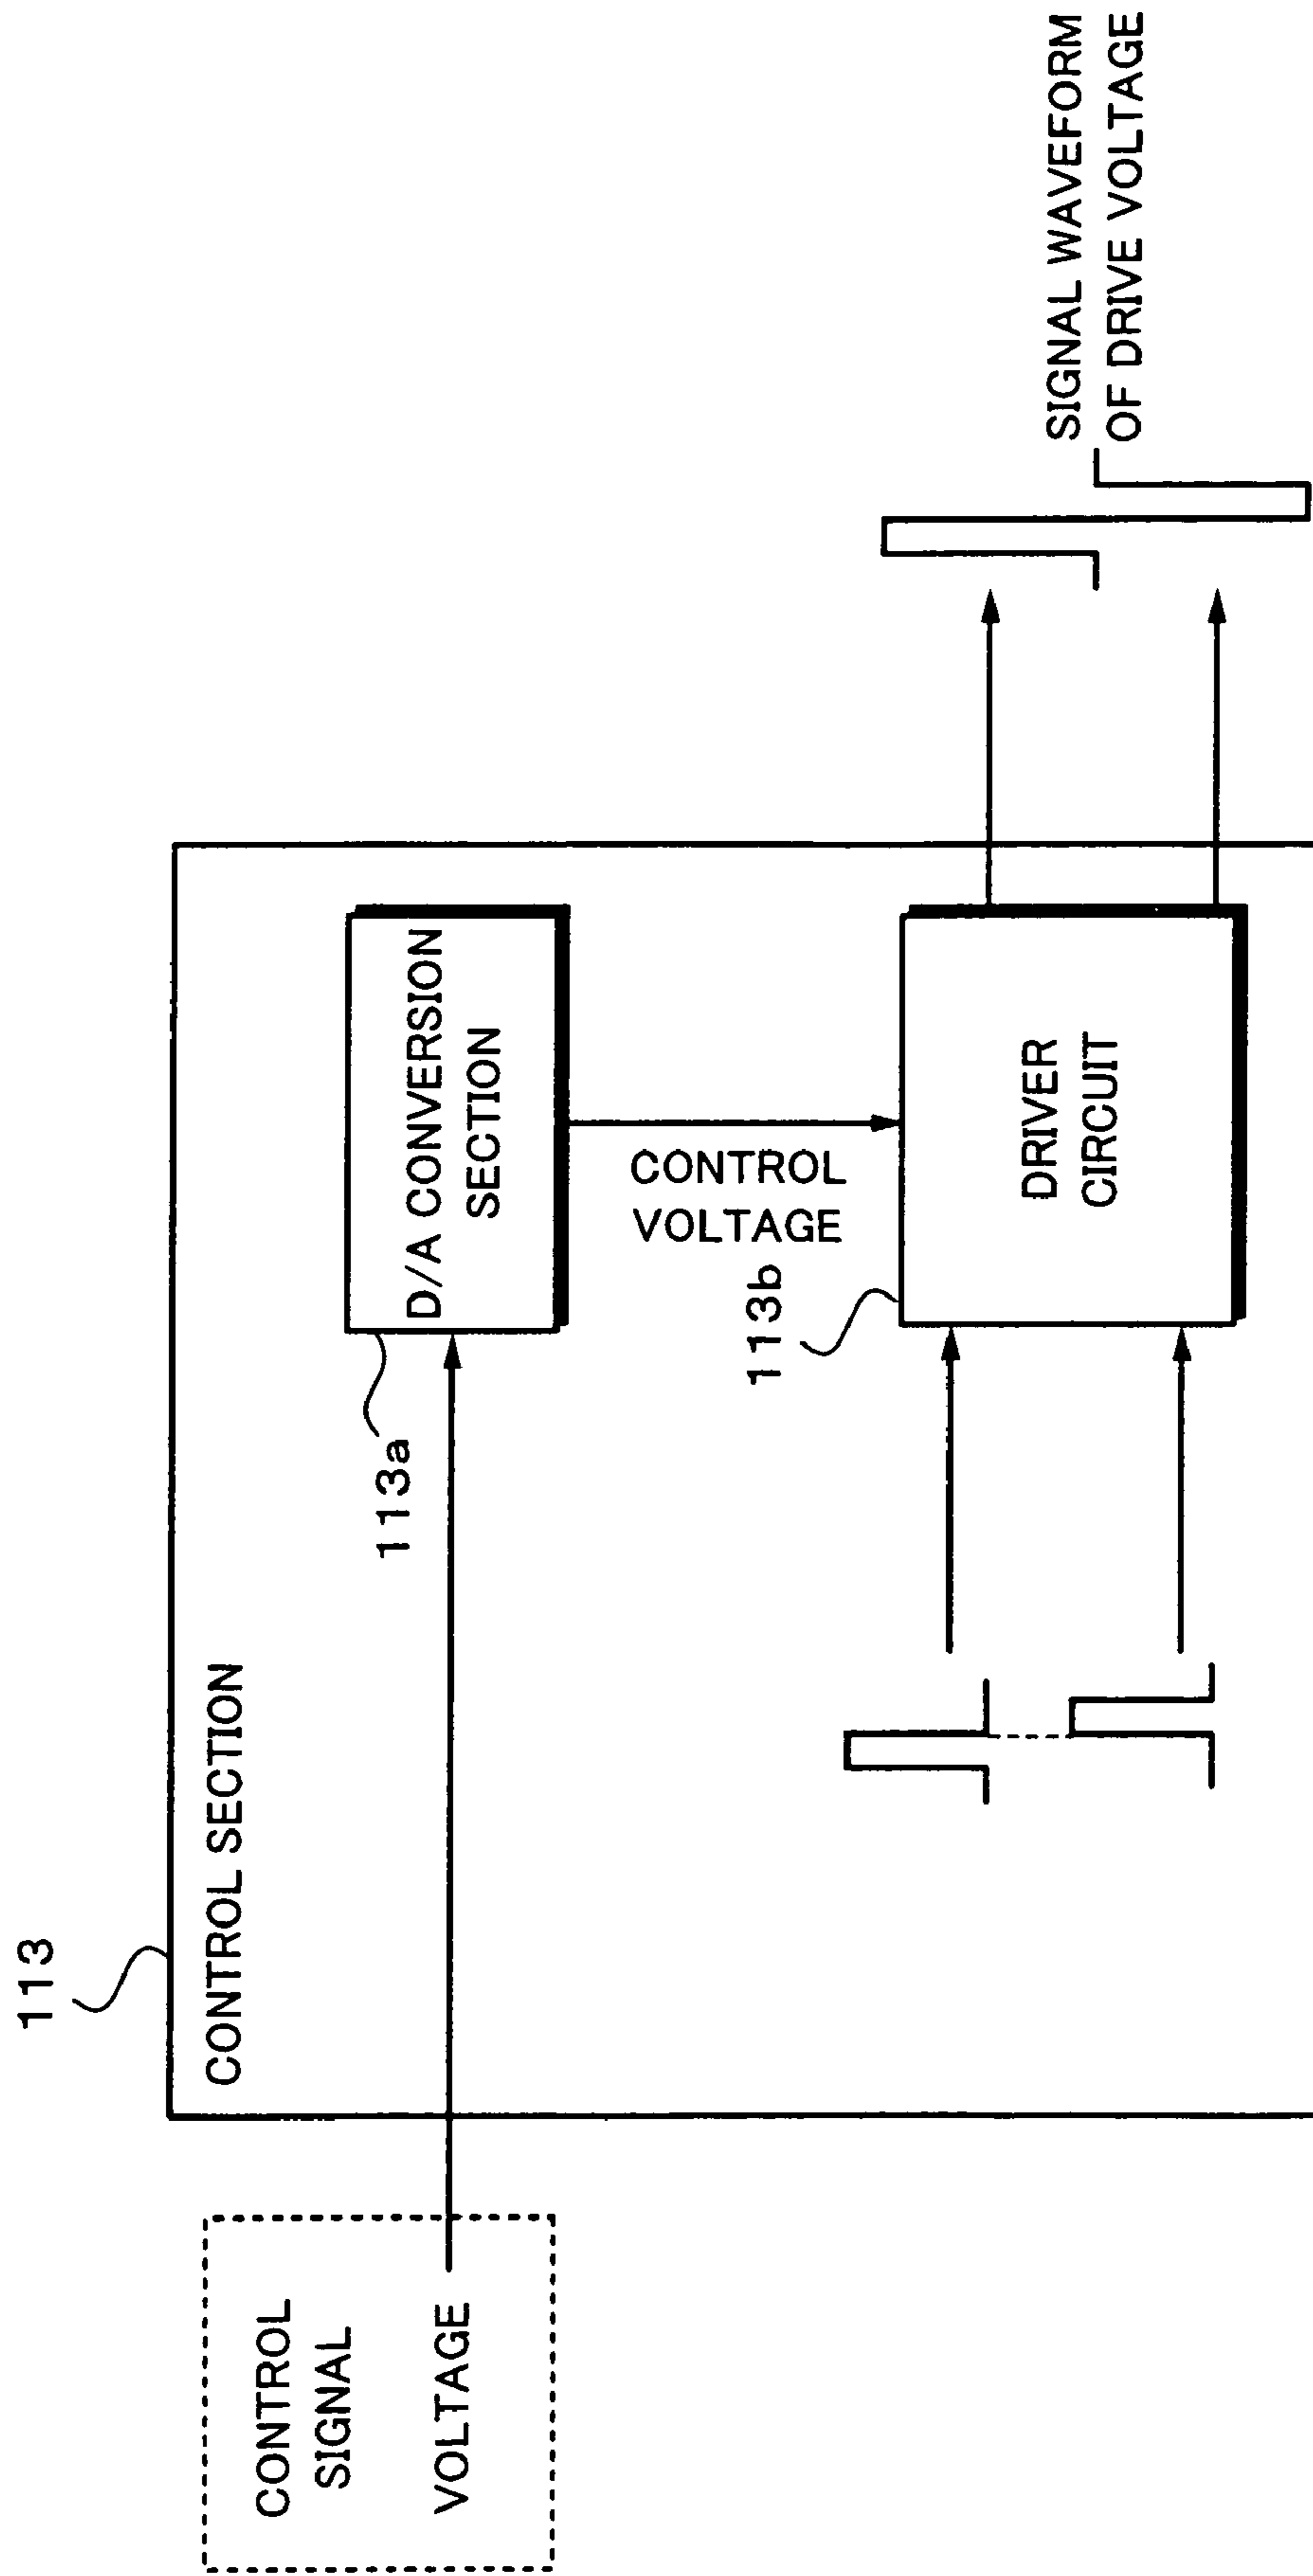 113
CONTROL SECTION
CONTROL
SIGNAL
VOLTAGE
113a
D/A CONVERSION
SECTION
CONTROL
VOLTAGE
113b
DRIVER
CIRCUIT
SIGNAL WAVEFORM
OF DRIVE VOLTAGE